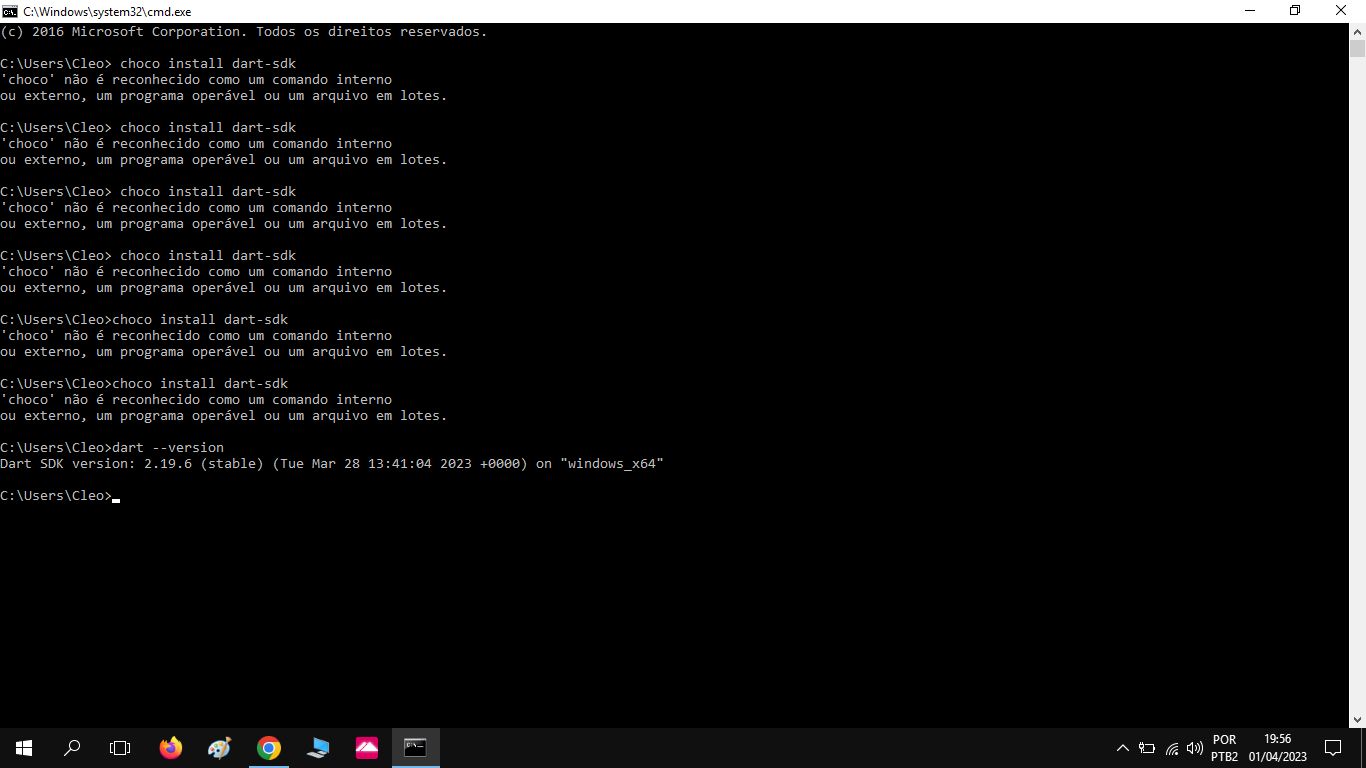 C:\Windows\system32\cmd.exe
(c) 2016 Microsoft Corporation. Todos os direitos reservados.
C:\Users\Cleo> choco install dart-sdk
'choco' não é reconhecido como um comando interno
ou externo, um programa operável ou um arquivo em lotes.
C:\Users\Cleo> choco install dart-sdk
'choco' não é reconhecido como um comando interno
ou externo, um programa operável ou um arquivo em lotes.
C:\Users\Cleo> choco install dart-sdk
'choco' não é reconhecido como um comando interno
ou externo, um programa operável ou um arquivo em lotes.
C:\Users\Cleo> choco install dart-sdk
'choco' não é reconhecido como um comando interno
ou externo, um programa operável ou um arquivo em lotes.
C:\Users\Cleo>choco install dart-sdk
'choco' não é reconhecido como um comando interno
ou externo, um programa operável ou um arquivo em lotes.
C:\Users\Cleo>choco install dart-sdk
'choco' não é reconhecido como um comando interno
ou externo, um programa operável ou um arquivo em lotes.
C:\Users\Cleo>dart --version
Dart SDK version: 2.19.6 (stable) (Tue Mar 28 13:41:04 2023 +0000) on "windows_x64"
C:\Users\Cleo>
POR
PTB2
19:56
01/04/2023